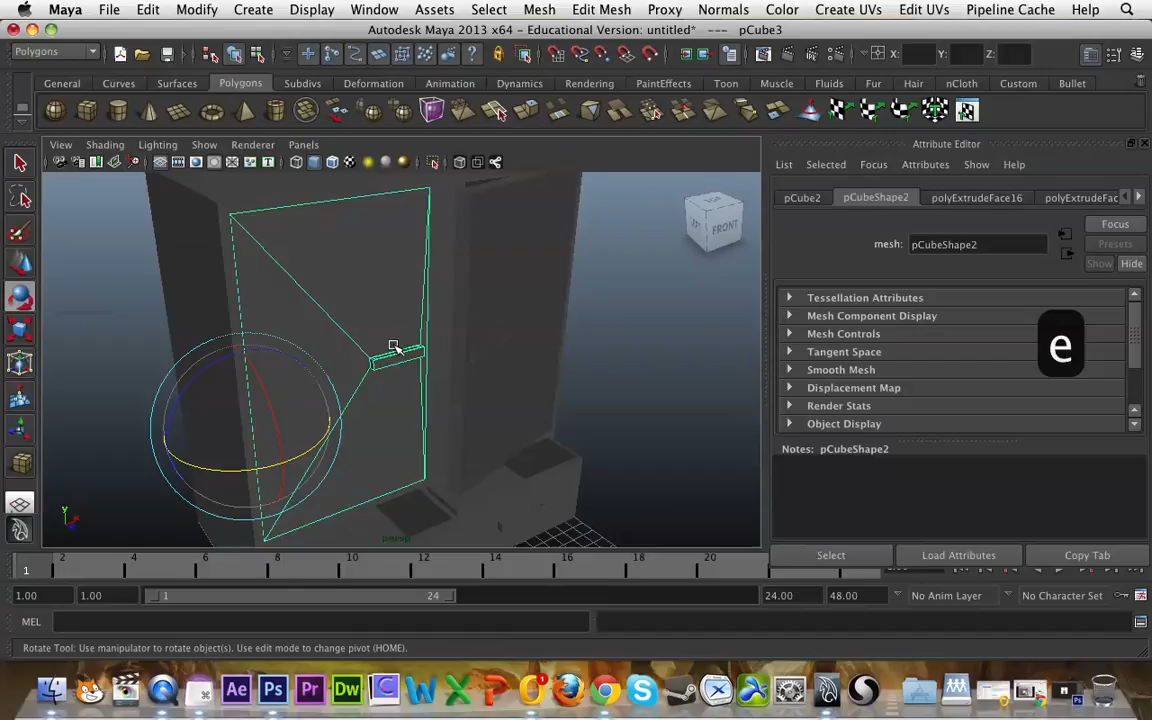 Maya File Edit Modify Create Display Window Assets Select Mesh Edit Mesh Proxy Normals Color Create UVs Edit UVs Pipeline Cache Help
Autodesk Maya 2013 x64 - Educational Version: untitled* --- pCube3
Polygons X: Y: Z:
General Curves Surfaces Polygons Subdivs Deformation Animation Dynamics Rendering PaintEffects Toon Muscle Fluids Fur Hair nCloth Custom Bullet
View Shading Lighting Show Renderer Panels
Attribute Editor
List Selected Focus Attributes Show Help
pCube2 pCubeShape2 polyExtrudeFace16 polyExtrudeFac
Focus
mesh: pCubeShape2
Presets
Show Hide
TOP
FRONT
Tessellation Attributes
Mesh Component Display
Mesh Controls
Tangent Space
Smooth Mesh
Displacement Map
Render Stats
Object Display
e
Notes: pCubeShape2
y
persp
Select Load Attributes Copy Tab
1 2 4 6 8 10 12 14 16 18 20
1.00 1.00 1 24 24.00 48.00 No Anim Layer No Character Set
MEL
Rotate Tool: Use manipulator to rotate object(s). Use edit mode to change pivot (HOME).
Ae Ps Pr Dw